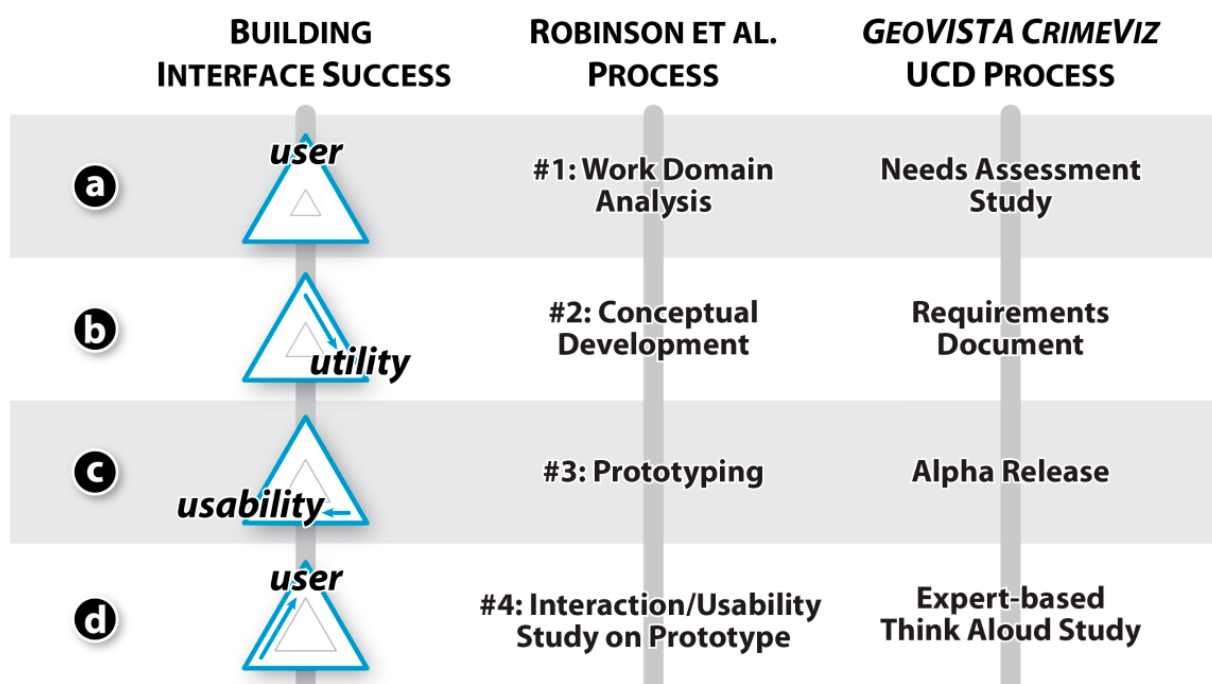 BUILDING
INTERFACE SUCCESS
ROBINSON ET AL.
PROCESS
GEOVISTA CRIMEVIZ
UCD PROCESS
a
user
#1: Work Domain
Analysis
Needs Assessment
Study
b
utility
#2: Conceptual
Development
Requirements
Document
c
usability
#3: Prototyping
Alpha Release
d
user
#4: Interaction/Usability
Study on Prototype
Expert-based
Think Aloud Study